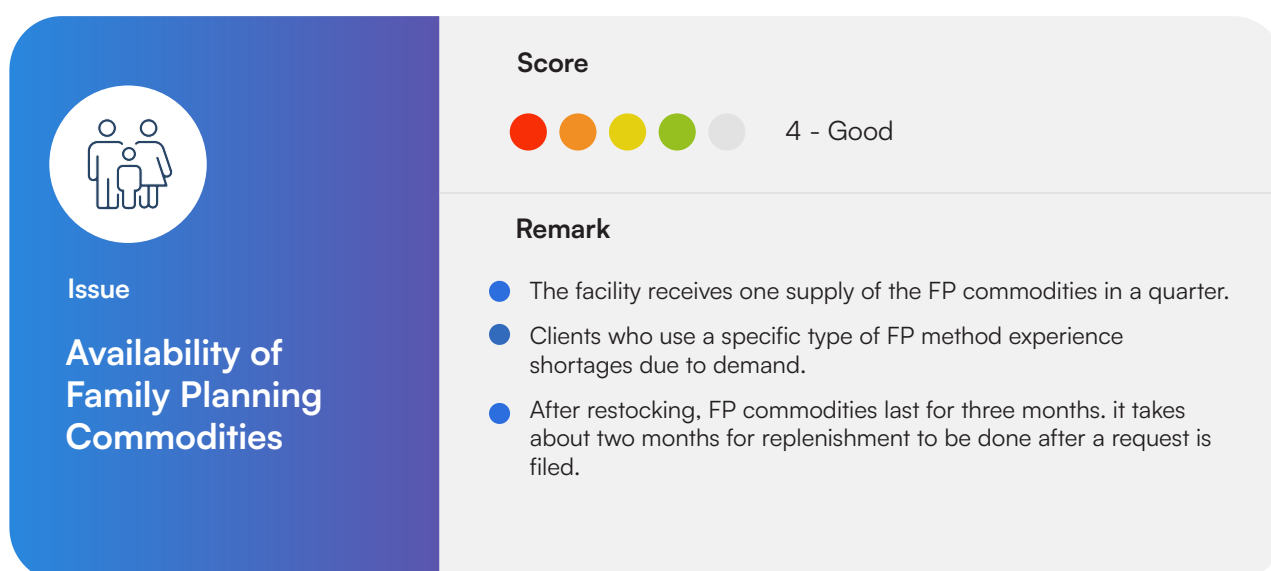 Issue
Availability of
Family Planning
Commodities
Score
4 - Good
Remark
The facility receives one supply of the FP commodities in a quarter.
Clients who use a specific type of FP method experience
shortages due to demand.
After restocking, FP commodities last for three months. it takes
about two months for replenishment to be done after a request is
filed.